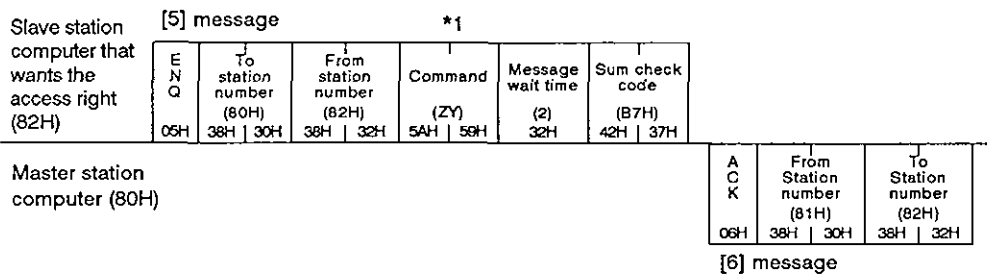 Slave station
computer that
wants the
access right
(82H)
[5] message
*1
E
N
Q
05H
To
station
number
(80H)
38H 30H
From
station
number
(82H)
38H 32H
Command
(ZY)
5AH 59H
Message
wait time
(2)
32H
Sum check
code
(B7H)
42H 37H
Master station
computer (80H)
A
C
K
06H
From
Station
number
(81H)
38H 30H
To
Station
number
(82H)
38H 32H
[6] message